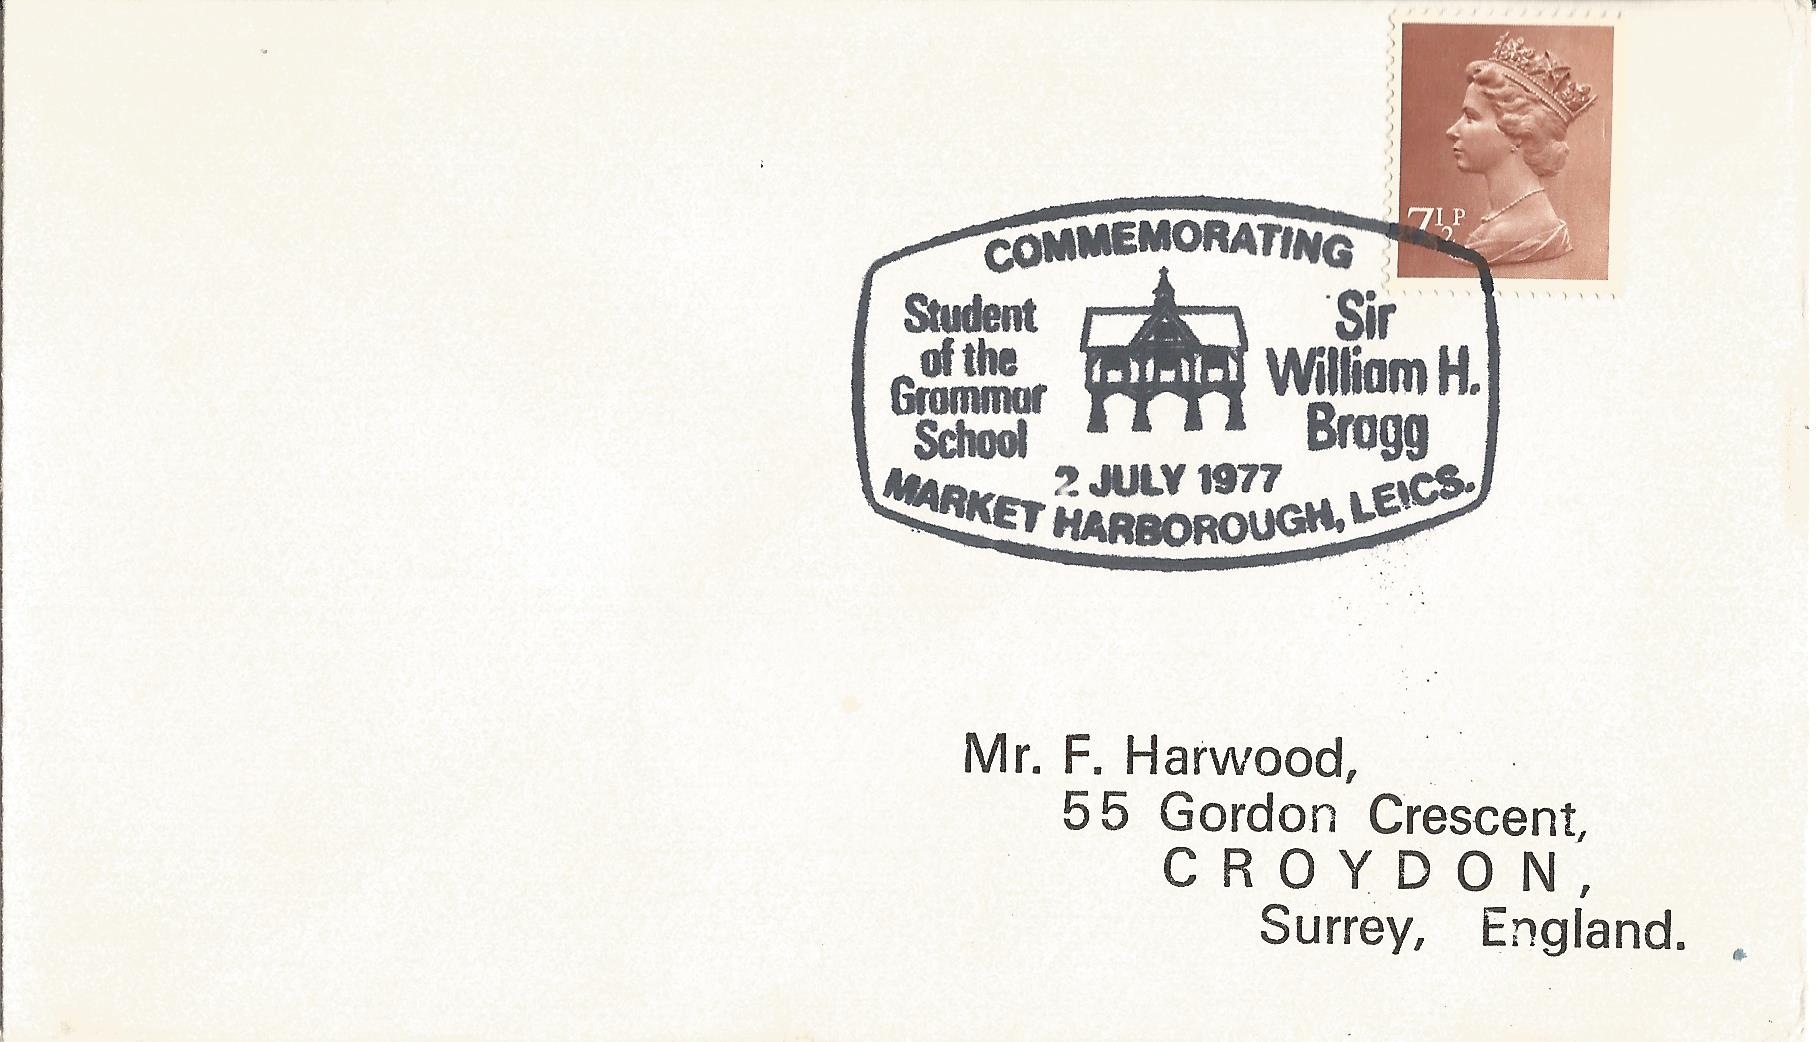 7½P
COMMEMORATING
Student
of the
Grammar
School
Sir
William H.
Bragg
2 JULY 1977
MARKET HARBOROUGH, LEICS.
Mr. F. Harwood,
55 Gordon Crescent,
CROYDON,
Surrey, England.